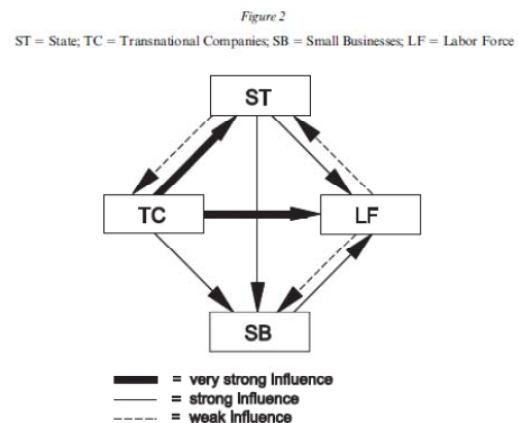 Figure 2
ST = State; TC = Transnational Companies; SB = Small Businesses; LF = Labor Force
ST
TC
LF
SB
= very strong Influence
= strong Influence
= weak Influence